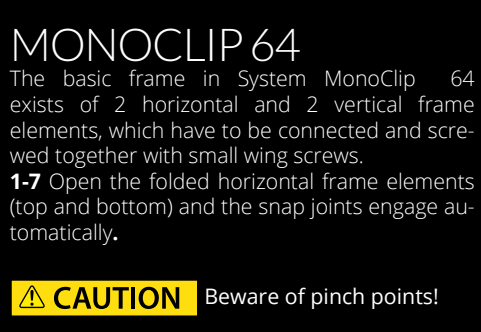 MONOCLIP 64
The basic frame in System MonoClip 64
exists of 2 horizontal and 2 vertical frame
elements, which have to be connected and scre-
wed together with small wing screws.
1-7 Open the folded horizontal frame elements
(top and bottom) and the snap joints engage au-
tomatically.
CAUTION Beware of pinch points!